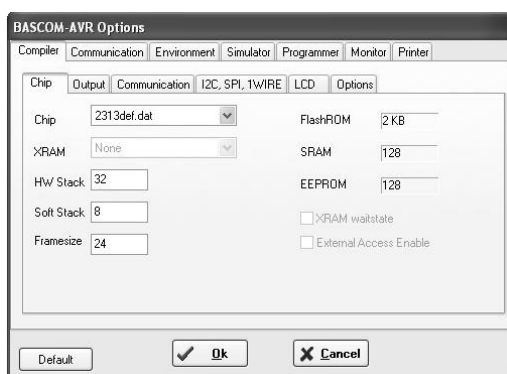 BASCOM-AVR Options
Compiler Communication Environment Simulator Programmer Monitor Printer
Chip Output Communication I2C, SPI, 1WIRE LCD Options
Chip 2313def.dat FlashROM 2 KB
XRAM None SRAM 128
HW Stack 32 EEPROM 128
Soft Stack 8 XRAM waitstate
Framesize 24 External Access Enable
Default Ok Cancel